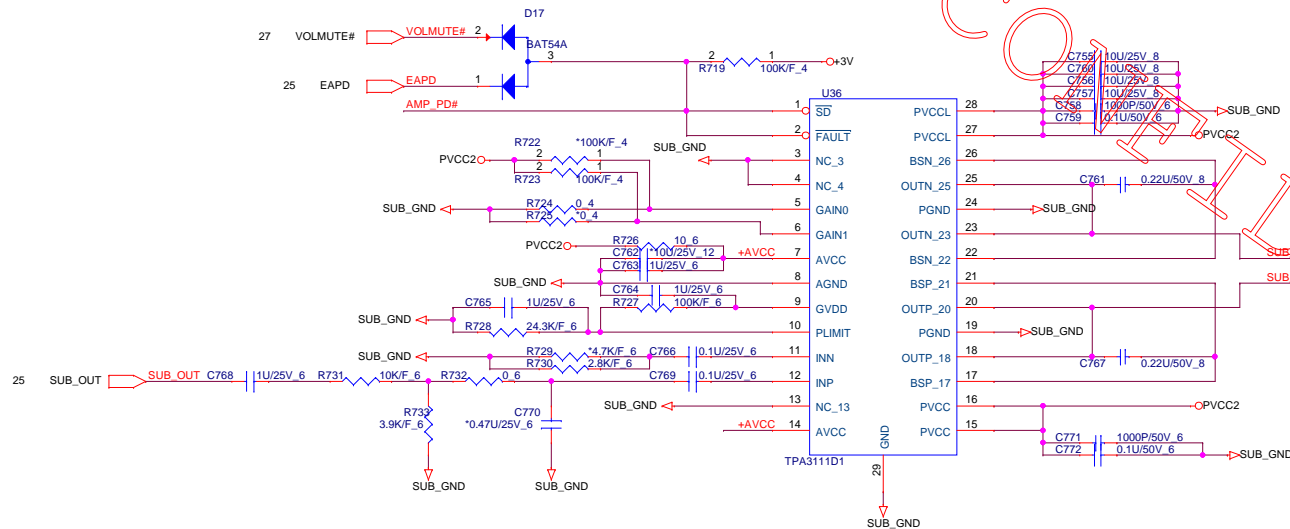 D17
27 VOLMUTE# VOLMUTE# 2
BAT54A
3
25 EAPD EAPD 1
2 1
R719 100K/F_4 +3V
AMP_PD#
C755 10U/25V_8
C760 10U/25V_8
C756 10U/25V_8
C757 10U/25V_8
C758 1000P/50V_6
C759 0.1U/50V_6
SUB_GND
PVCC2
U36
1 SD
2 FAULT
3 NC_3
4 NC_4
5 GAIN0
6 GAIN1
7 AVCC
8 AGND
9 GVDD
10 PLIMIT
11 INN
12 INP
13 NC_13
14 AVCC
PVCCL 28
PVCCL 27
BSN_26 26
OUTN_25 25
PGND 24
OUTN_23 23
BSN_22 22
BSP_21 21
OUTP_20 20
PGND 19
OUTP_18 18
BSP_17 17
PVCC 16
PVCC 15
GND
29
TPA3111D1
SUB_GND
SUB_GND
R722 *100K/F_4
PVCC2 2 1
2 1
R723 100K/F_4
R724 0_4
SUB_GND
R725 *0_4
PVCC2 R726 10_6
C762 *10U/25V_12 +AVCC
C763 1U/25V_6
SUB_GND
C764 1U/25V_6
C765 1U/25V_6 R727 100K/F_6
SUB_GND
R728 24.3K/F_6
SUB_GND R729 *4.7K/F_6 C766 0.1U/25V_6
R730 2.8K/F_6
25 SUB_OUT SUB_OUT C768 1U/25V_6 R731 10K/F_6 R732 0_6 C769 0.1U/25V_6
SUB_GND
R733 3.9K/F_6
C770 *0.47U/25V_6
+AVCC
SUB_GND
SUB_GND
C761 0.22U/50V_8
SUB_GND
SUB
SUB
SUB_GND
C767 0.22U/50V_8
PVCC2
C771 1000P/50V_6
C772 0.1U/50V_6
SUB_GND